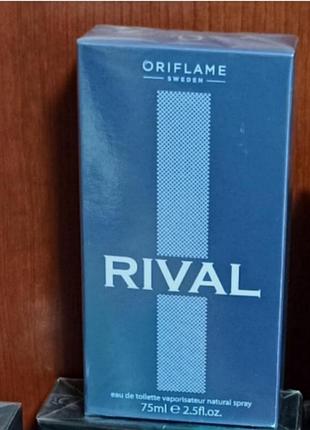 ORIFLAME
SWEDEN
RIVAL
eau de toilette vaporisateur natural spray
75ml e 2.5fl.oz.